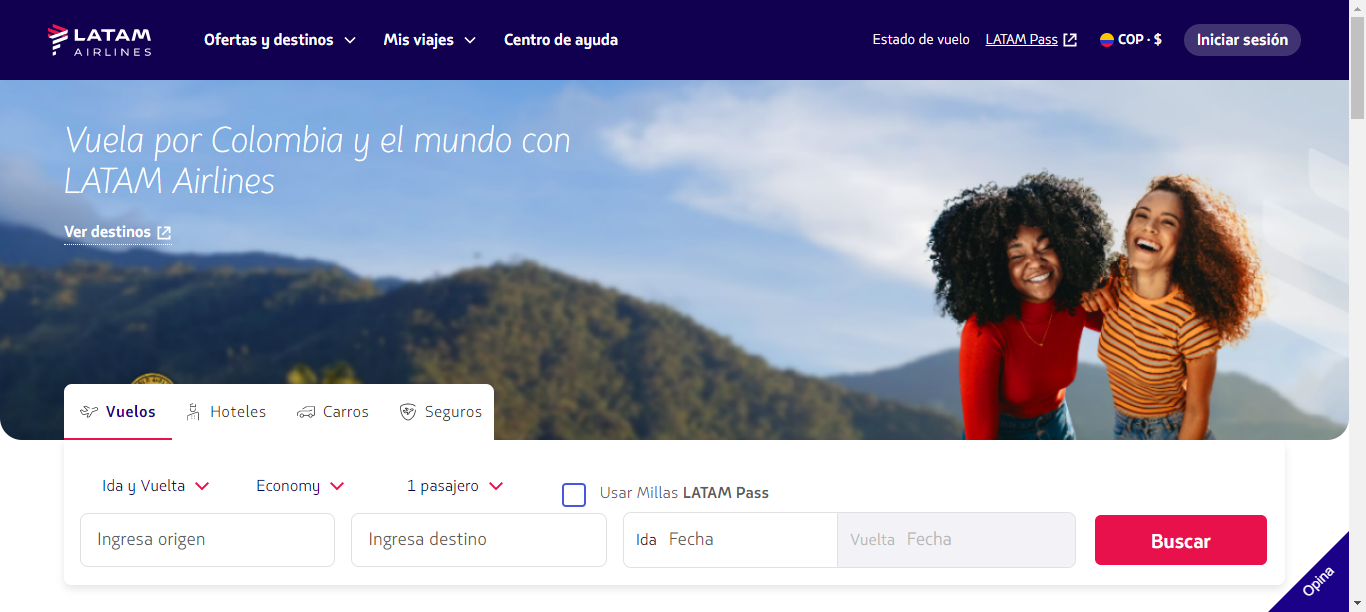 LATAM
AIRLINES
Ofertas y destinos
Mis viajes
Centro de ayuda
Estado de vuelo
LATAM Pass
COP · $
Iniciar sesión
Vuela por Colombia y el mundo con
LATAM Airlines
Ver destinos
Vuelos
Hoteles
Carros
Seguros
Ida y Vuelta
Economy
1 pasajero
Usar Millas LATAM Pass
Ingresa origen
Ingresa destino
Ida Fecha
Vuelta Fecha
Buscar
Opina